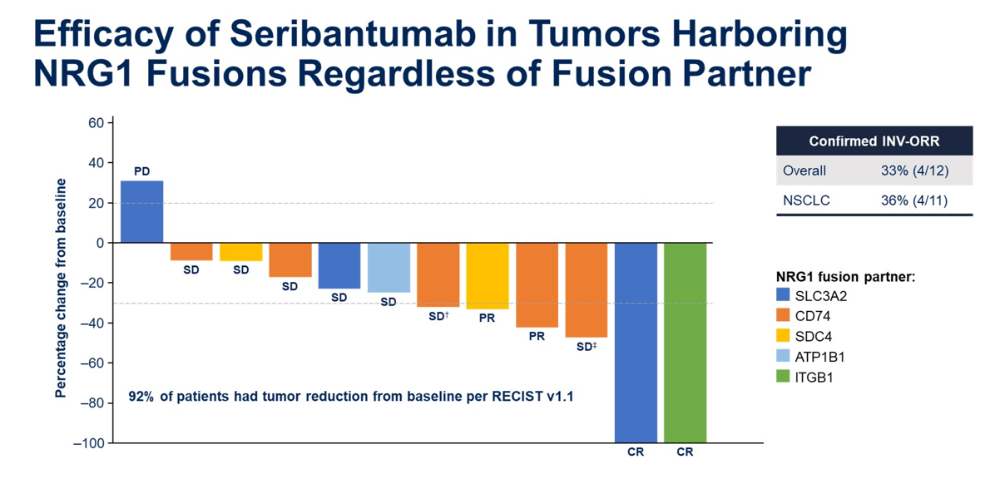 Efficacy of Seribantumab in Tumors Harboring
NRG1 Fusions Regardless of Fusion Partner
Percentage change from baseline
60
40
20
0
–20
–40
–60
–80
–100
PD
SD
SD
SD
SD
SD
SD†
PR
PR
SD‡
CR
CR
92% of patients had tumor reduction from baseline per RECIST v1.1
Confirmed INV-ORR
Overall 33% (4/12)
NSCLC 36% (4/11)
NRG1 fusion partner:
SLC3A2
CD74
SDC4
ATP1B1
ITGB1